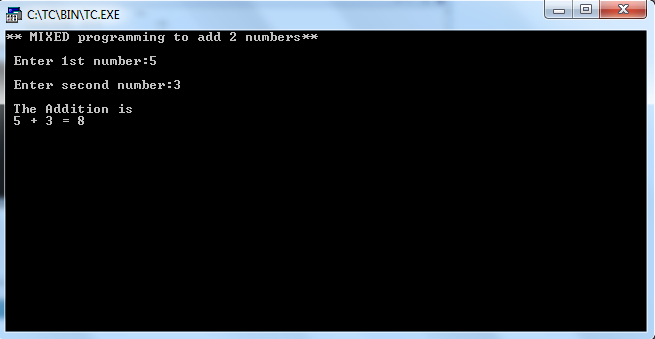 C:\TC\BIN\TC.EXE
** MIXED programming to add 2 numbers**
Enter 1st number:5
Enter second number:3
The Addition is
5 + 3 = 8